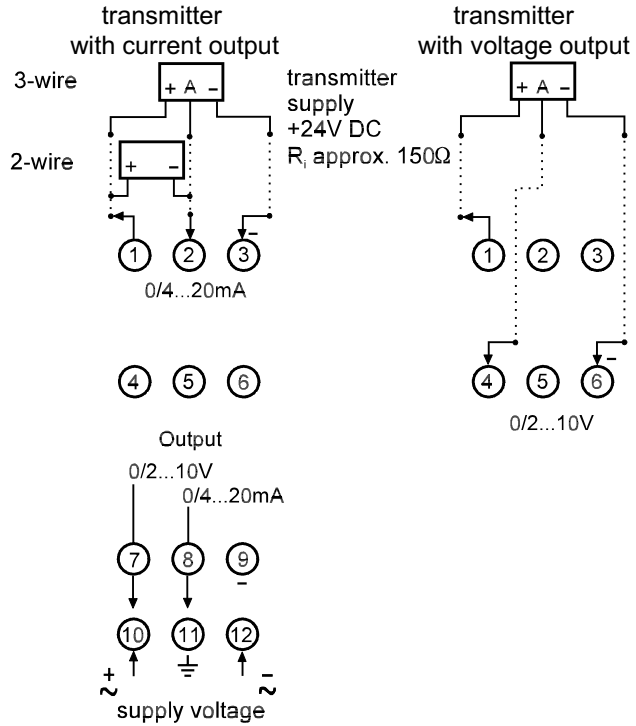 transmitter
with current output
transmitter
with voltage output
3-wire
+ A −
transmitter
supply
+24V DC
Ri approx. 150Ω
+ A −
2-wire
+ −
−
1 2 3
1 2 3
0/4...20mA
−
4 5 6
4 5 6
0/2...10V
Output
0/2...10V
0/4...20mA
7 8 9
−
10 11 12
+ −
~ ~
supply voltage